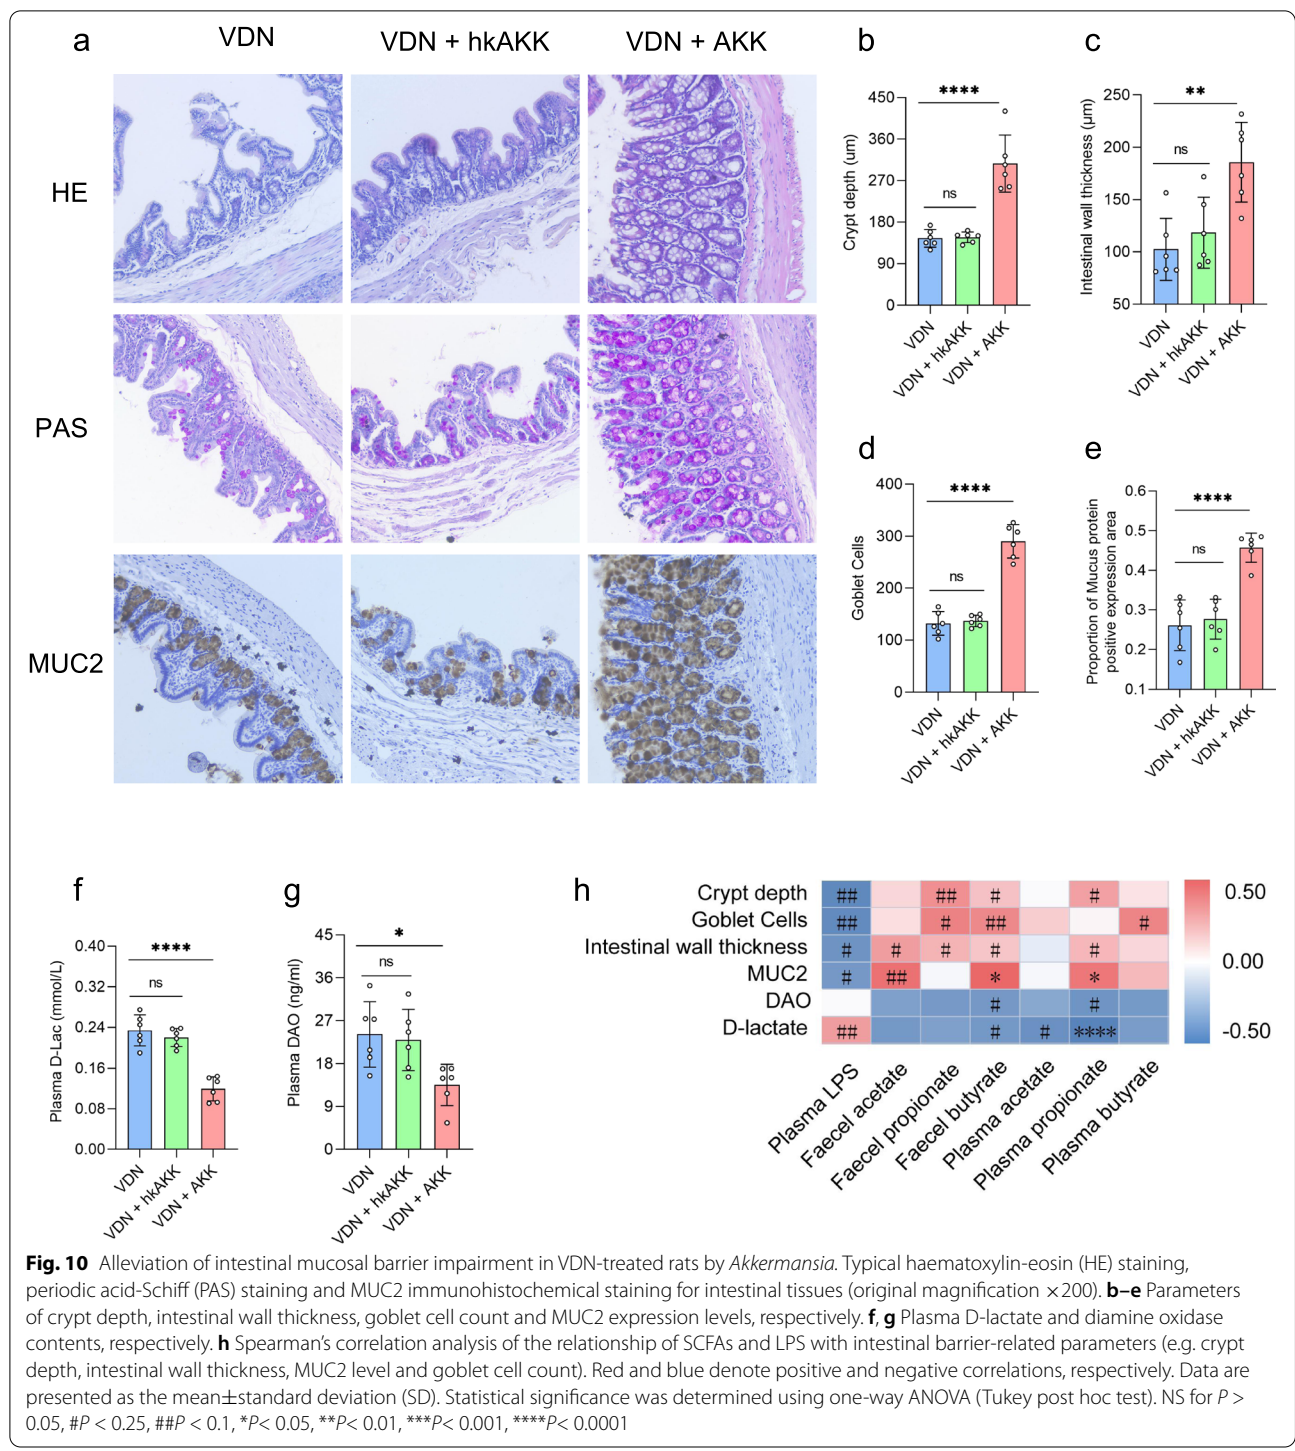 a
VDN
VDN + hkAKK
VDN + AKK
HE
PAS
MUC2
b
****
ns
Crypt depth (um)
450
360
270
180
90
0
VDN
VDN + hkAKK
VDN + AKK
c
**
ns
Intestinal wall thickness (μm)
250
200
150
100
50
VDN
VDN + hkAKK
VDN + AKK
d
****
ns
Goblet Cells
400
300
200
100
0
VDN
VDN + hkAKK
VDN + AKK
e
****
ns
Proportion of Mucus protein
positive expression area
0.6
0.5
0.4
0.3
0.2
0.1
VDN
VDN + hkAKK
VDN + AKK
f
****
ns
Plasma D-Lac (mmol/L)
0.40
0.32
0.24
0.16
0.08
0.00
VDN
VDN + hkAKK
VDN + AKK
g
*
ns
Plasma DAO (ng/ml)
45
36
27
18
9
0
VDN
VDN + hkAKK
VDN + AKK
h
Crypt depth ## ## # #
Goblet Cells ## # ## #
Intestinal wall thickness # # # # #
MUC2 # ## * *
DAO # #
D-lactate ## # # ****
Plasma LPS
Faecel acetate
Faecel propionate
Faecel butyrate
Plasma acetate
Plasma propionate
Plasma butyrate
0.50
0.00
-0.50
Fig. 10 Alleviation of intestinal mucosal barrier impairment in VDN-treated rats by Akkermansia. Typical haematoxylin-eosin (HE) staining,
periodic acid-Schiff (PAS) staining and MUC2 immunohistochemical staining for intestinal tissues (original magnification ×200). b–e Parameters
of crypt depth, intestinal wall thickness, goblet cell count and MUC2 expression levels, respectively. f, g Plasma D-lactate and diamine oxidase
contents, respectively. h Spearman's correlation analysis of the relationship of SCFAs and LPS with intestinal barrier-related parameters (e.g. crypt
depth, intestinal wall thickness, MUC2 level and goblet cell count). Red and blue denote positive and negative correlations, respectively. Data are
presented as the mean±standard deviation (SD). Statistical significance was determined using one-way ANOVA (Tukey post hoc test). NS for P >
0.05, #P < 0.25, ##P < 0.1, *P< 0.05, **P< 0.01, ***P< 0.001, ****P< 0.0001